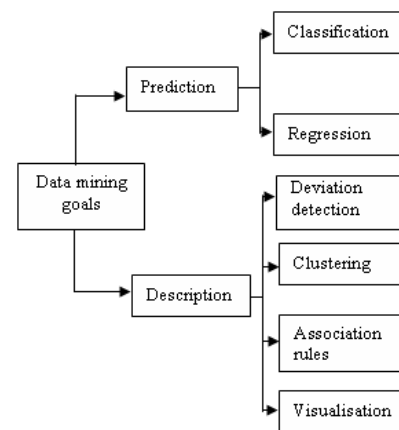 Classification
Prediction
Regression
Data mining
goals
Deviation
detection
Clustering
Description
Association
rules
Visualisation